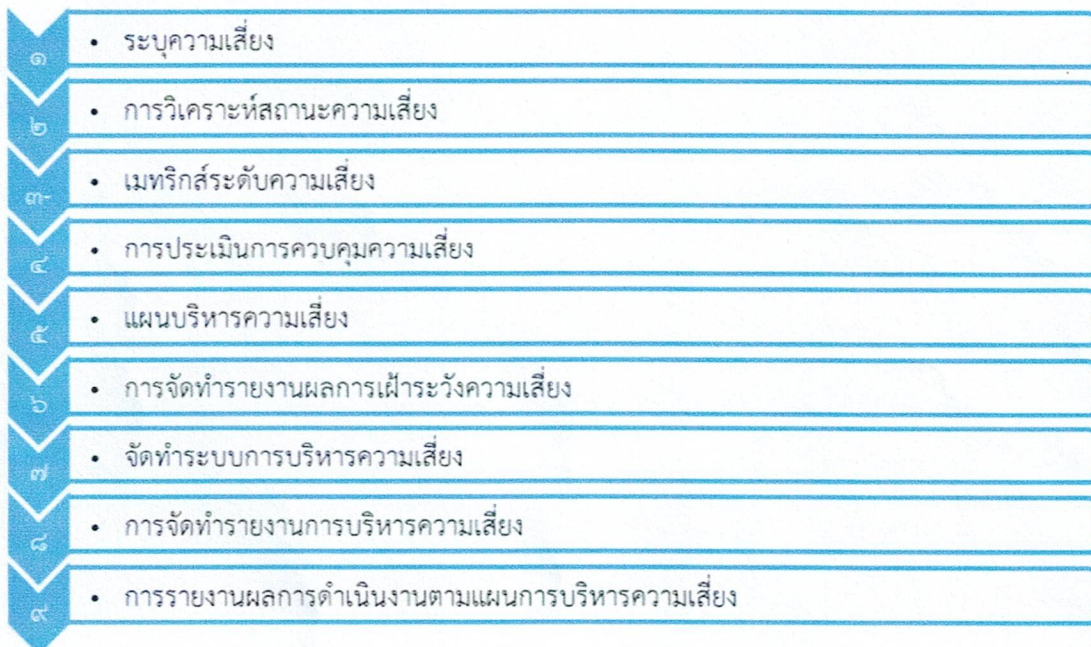 ๑ • ระบุความเสี่ยง
๒ • การวิเคราะห์สถานะความเสี่ยง
๓- • เมทริกส์ระดับความเสี่ยง
๔ • การประเมินการควบคุมความเสี่ยง
๕ • แผนบริหารความเสี่ยง
๖ • การจัดทำรายงานผลการเฝ้าระวังความเสี่ยง
๗ • จัดทำระบบการบริหารความเสี่ยง
๘ • การจัดทำรายงานการบริหารความเสี่ยง
๙ • การรายงานผลการดำเนินงานตามแผนการบริหารความเสี่ยง